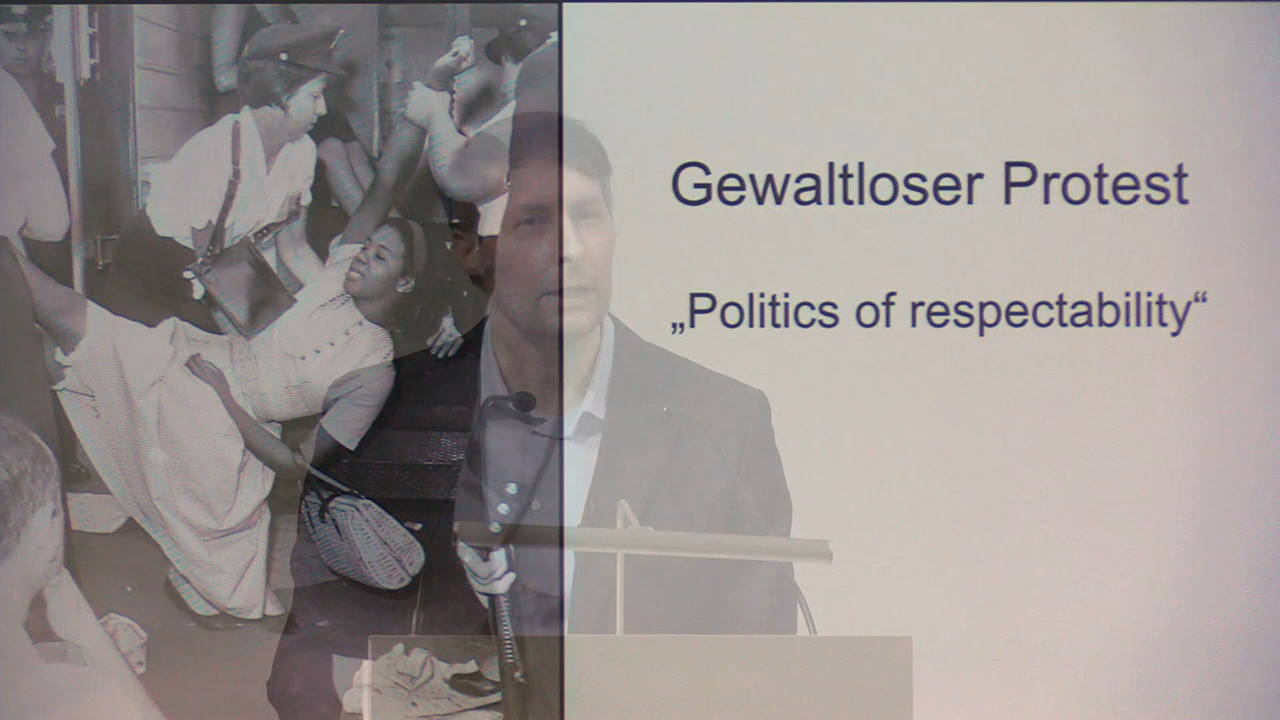 Gewaltloser Protest
„Politics of respectability“